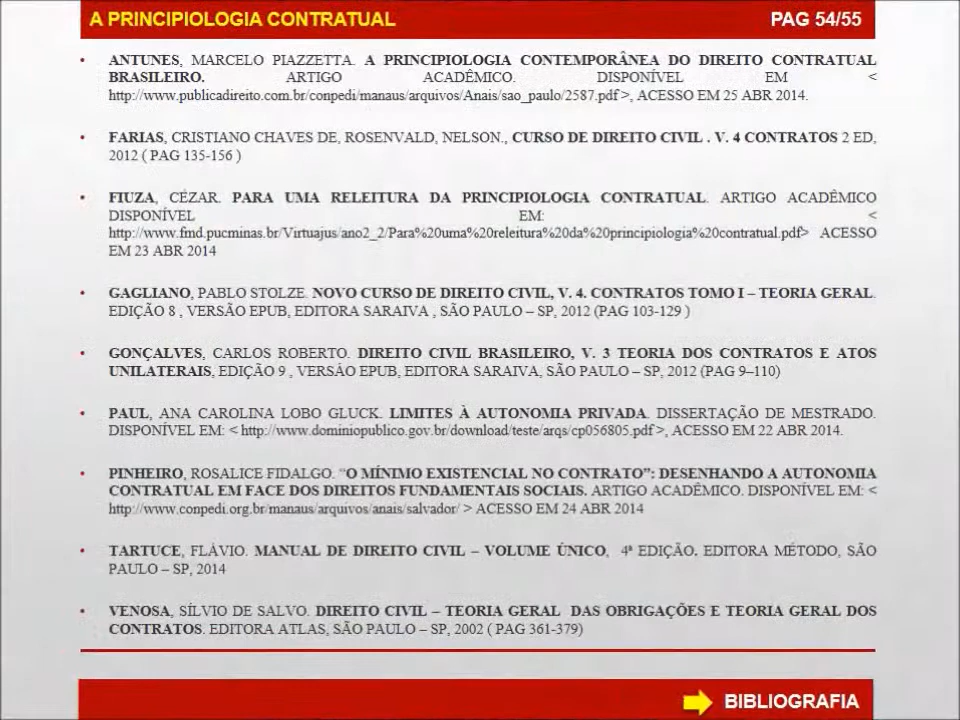 A PRINCIPIOLOGIA CONTRATUAL PAG 54/55
• ANTUNES, MARCELO PIAZZETTA. A PRINCIPIOLOGIA CONTEMPORÂNEA DO DIREITO CONTRATUAL
BRASILEIRO. ARTIGO ACADÊMICO. DISPONÍVEL EM <
http://www.publicadireito.com.br/conpedi/manaus/arquivos/Anais/sao_paulo/2587.pdf >, ACESSO EM 25 ABR 2014.
• FARIAS, CRISTIANO CHAVES DE, ROSENVALD, NELSON., CURSO DE DIREITO CIVIL . V. 4 CONTRATOS 2 ED,
2012 ( PAG 135-156 )
• FIUZA, CÉZAR. PARA UMA RELEITURA DA PRINCIPIOLOGIA CONTRATUAL. ARTIGO ACADÊMICO
DISPONÍVEL EM: <
http://www.fmd.pucminas.br/Virtuajus/ano2_2/Para%20uma%20releitura%20da%20principiologia%20contratual.pdf> ACESSO
EM 23 ABR 2014
• GAGLIANO, PABLO STOLZE. NOVO CURSO DE DIREITO CIVIL, V. 4. CONTRATOS TOMO I – TEORIA GERAL.
EDIÇÃO 8 , VERSÃO EPUB, EDITORA SARAIVA , SÃO PAULO – SP, 2012 (PAG 103-129 )
• GONÇALVES, CARLOS ROBERTO. DIREITO CIVIL BRASILEIRO, V. 3 TEORIA DOS CONTRATOS E ATOS
UNILATERAIS, EDIÇÃO 9 , VERSÃO EPUB, EDITORA SARAIVA, SÃO PAULO – SP, 2012 (PAG 9–110)
• PAUL, ANA CAROLINA LOBO GLUCK. LIMITES À AUTONOMIA PRIVADA. DISSERTAÇÃO DE MESTRADO.
DISPONÍVEL EM: < http://www.dominiopublico.gov.br/download/teste/arqs/cp056805.pdf >, ACESSO EM 22 ABR 2014.
• PINHEIRO, ROSALICE FIDALGO. “O MÍNIMO EXISTENCIAL NO CONTRATO”: DESENHANDO A AUTONOMIA
CONTRATUAL EM FACE DOS DIREITOS FUNDAMENTAIS SOCIAIS. ARTIGO ACADÊMICO. DISPONÍVEL EM: <
http://www.conpedi.org.br/manaus/arquivos/anais/salvador/ > ACESSO EM 24 ABR 2014
• TARTUCE, FLÁVIO. MANUAL DE DIREITO CIVIL – VOLUME ÚNICO, 4ª EDIÇÃO. EDITORA MÉTODO, SÃO
PAULO – SP, 2014
• VENOSA, SÍLVIO DE SALVO. DIREITO CIVIL – TEORIA GERAL DAS OBRIGAÇÕES E TEORIA GERAL DOS
CONTRATOS. EDITORA ATLAS, SÃO PAULO – SP, 2002 ( PAG 361-379)
BIBLIOGRAFIA